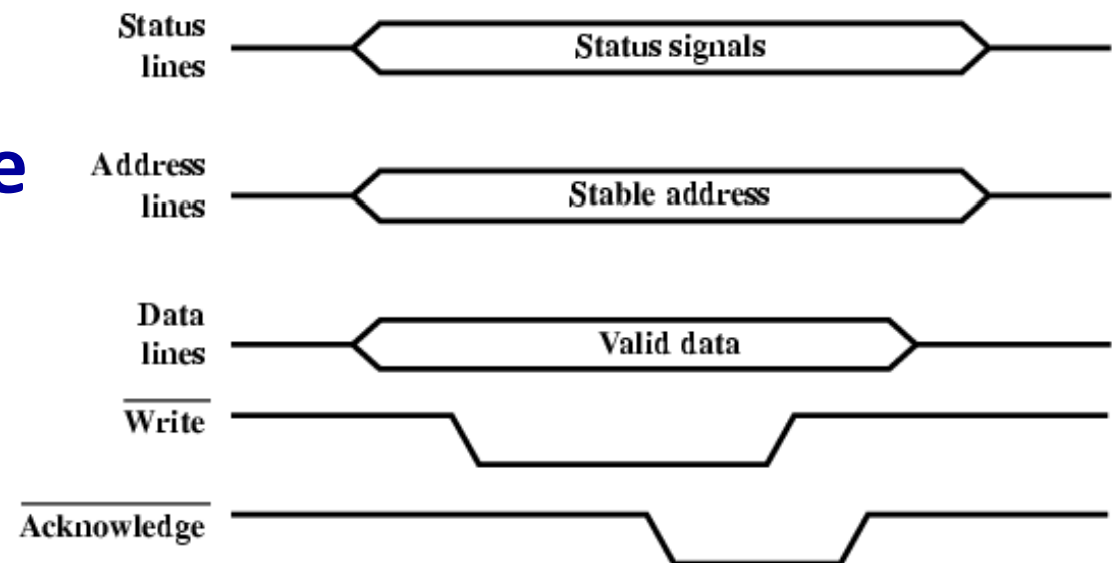 Status
lines
Status signals
e
Address
lines
Stable address
Data
lines
Valid data
Write
Acknowledge